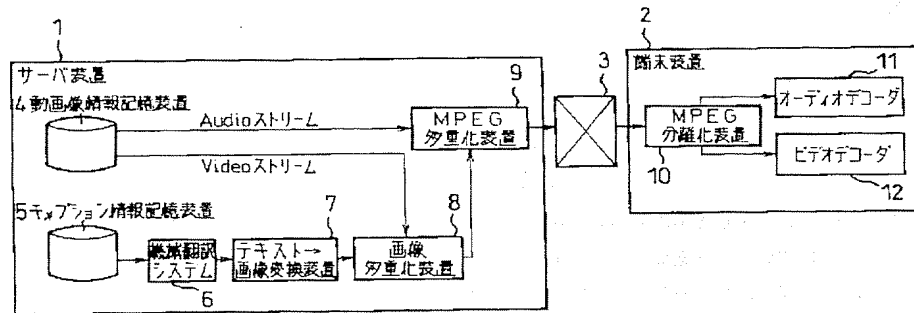 1
サーバ装置
4動画像情報記憶装置
Audioストリーム
Videoストリーム
9
MPEG
多重化装置
5キャプション情報記憶装置
機械翻訳
システム
6
7
テキスト→
画像変換装置
8
画像
多重化装置
3
2
端末装置
MPEG
分離化装置
10
11
オーディオデコーダ
ビデオデコーダ
12